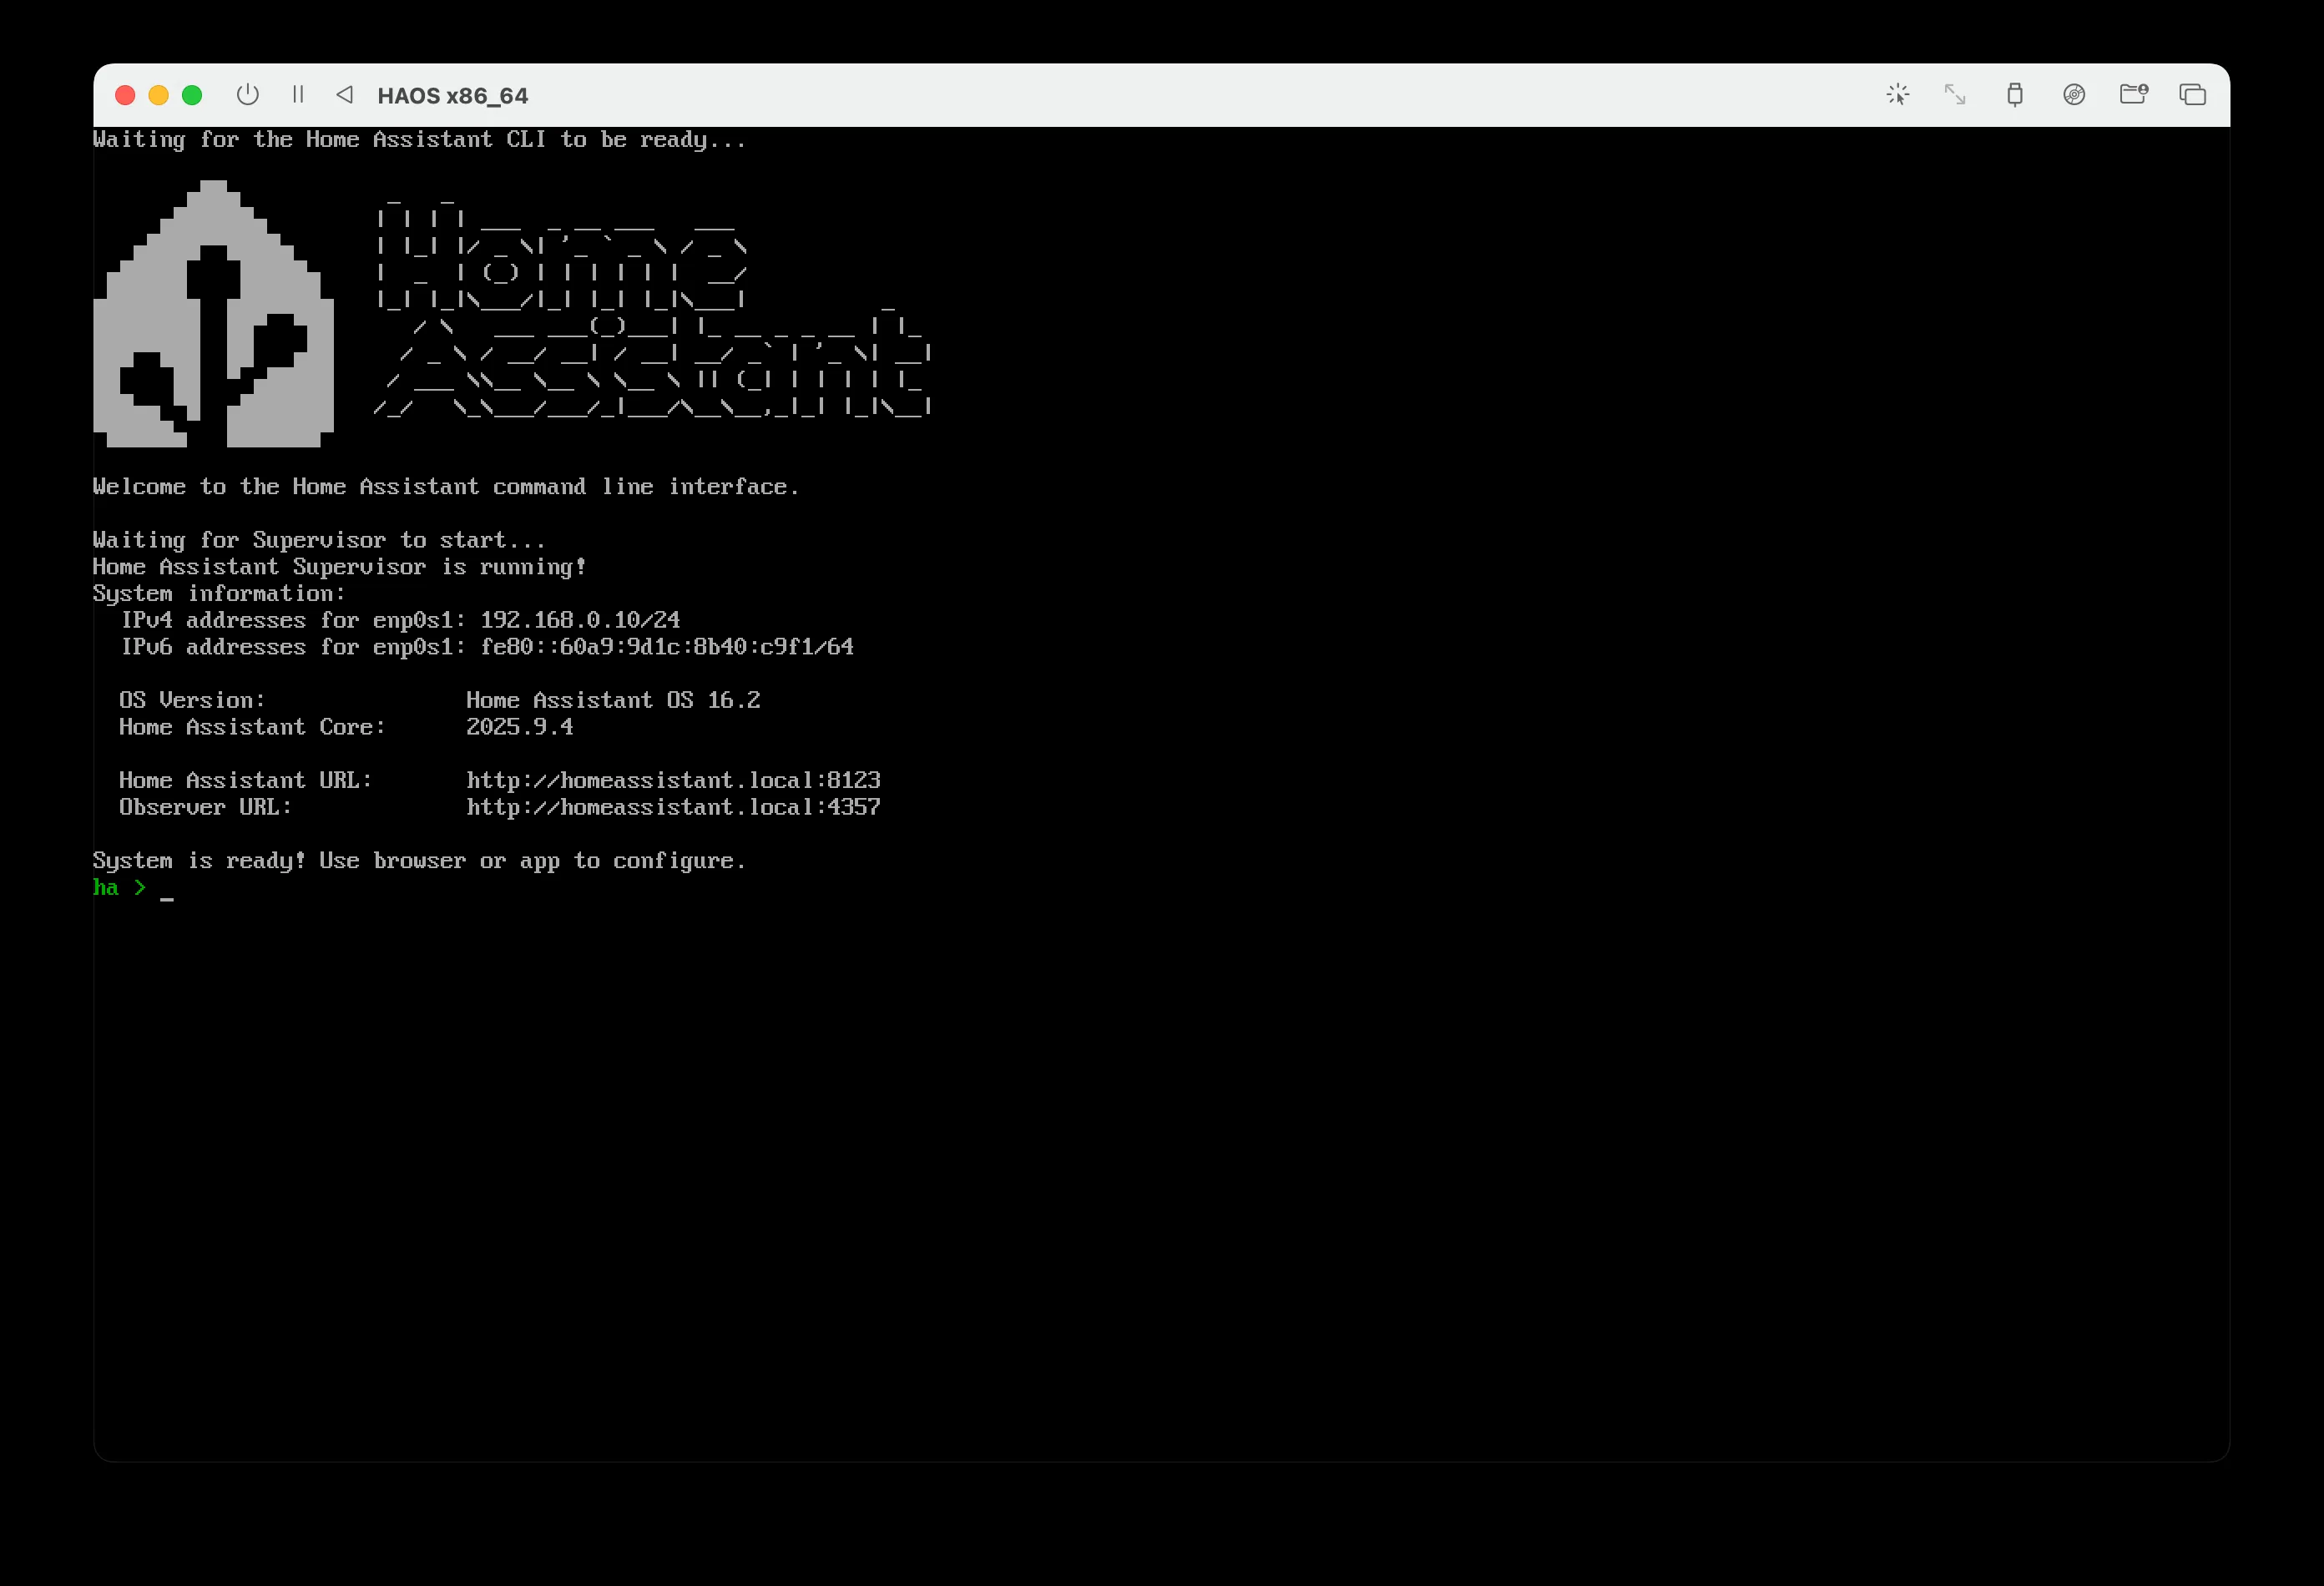 HAOS x86_64
Waiting for the Home Assistant CLI to be ready...
Home
Assistant
Welcome to the Home Assistant command line interface.
Waiting for Supervisor to start...
Home Assistant Supervisor is running!
System information:
IPv4 addresses for enp0s1: 192.168.0.10/24
IPv6 addresses for enp0s1: fe80::60a9:9d1c:8b40:c9f1/64
OS Version: Home Assistant OS 16.2
Home Assistant Core: 2025.9.4
Home Assistant URL: http://homeassistant.local:8123
Observer URL: http://homeassistant.local:4357
System is ready! Use browser or app to configure.
ha > _